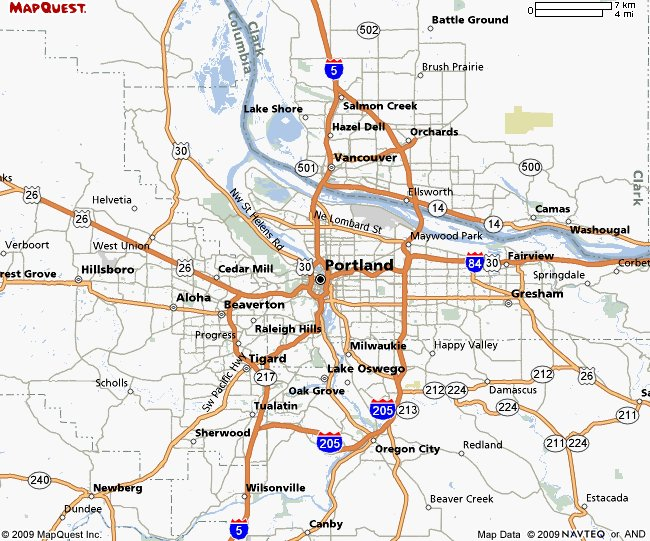 MAPQUEST.
7 km
0
4 mi
Battle Ground
502
Clark
Columbia
5
Brush Prairie
Lake Shore
Salmon Creek
Hazel Dell
Orchards
30
501
Vancouver
500
Clark
26
Ellsworth
Helvetia
26
Nw St Helens Rd
14
Camas
Ne Lombard St
14
Washougal
Verboort
West Union
Maywood Park
26
Cedar Mill
30
Portland
84
30
Fairview
Corbett
rest Grove
Hillsboro
Springdale
Aloha
Beaverton
Gresham
Raleigh Hills
Progress
Milwaukie
Happy Valley
Tigard
Sw Pacific Hwy
217
Lake Oswego
26
Scholls
Oak Grove
212
224
Damascus
212
Tualatin
205
213
224
211
Sherwood
205
Oregon City
211
224
Redland
240
Newberg
Wilsonville
Dundee
Beaver Creek
Estacada
5
Canby
© 2009 MapQuest Inc.
Map Data © 2009 NAVTEQ or AND